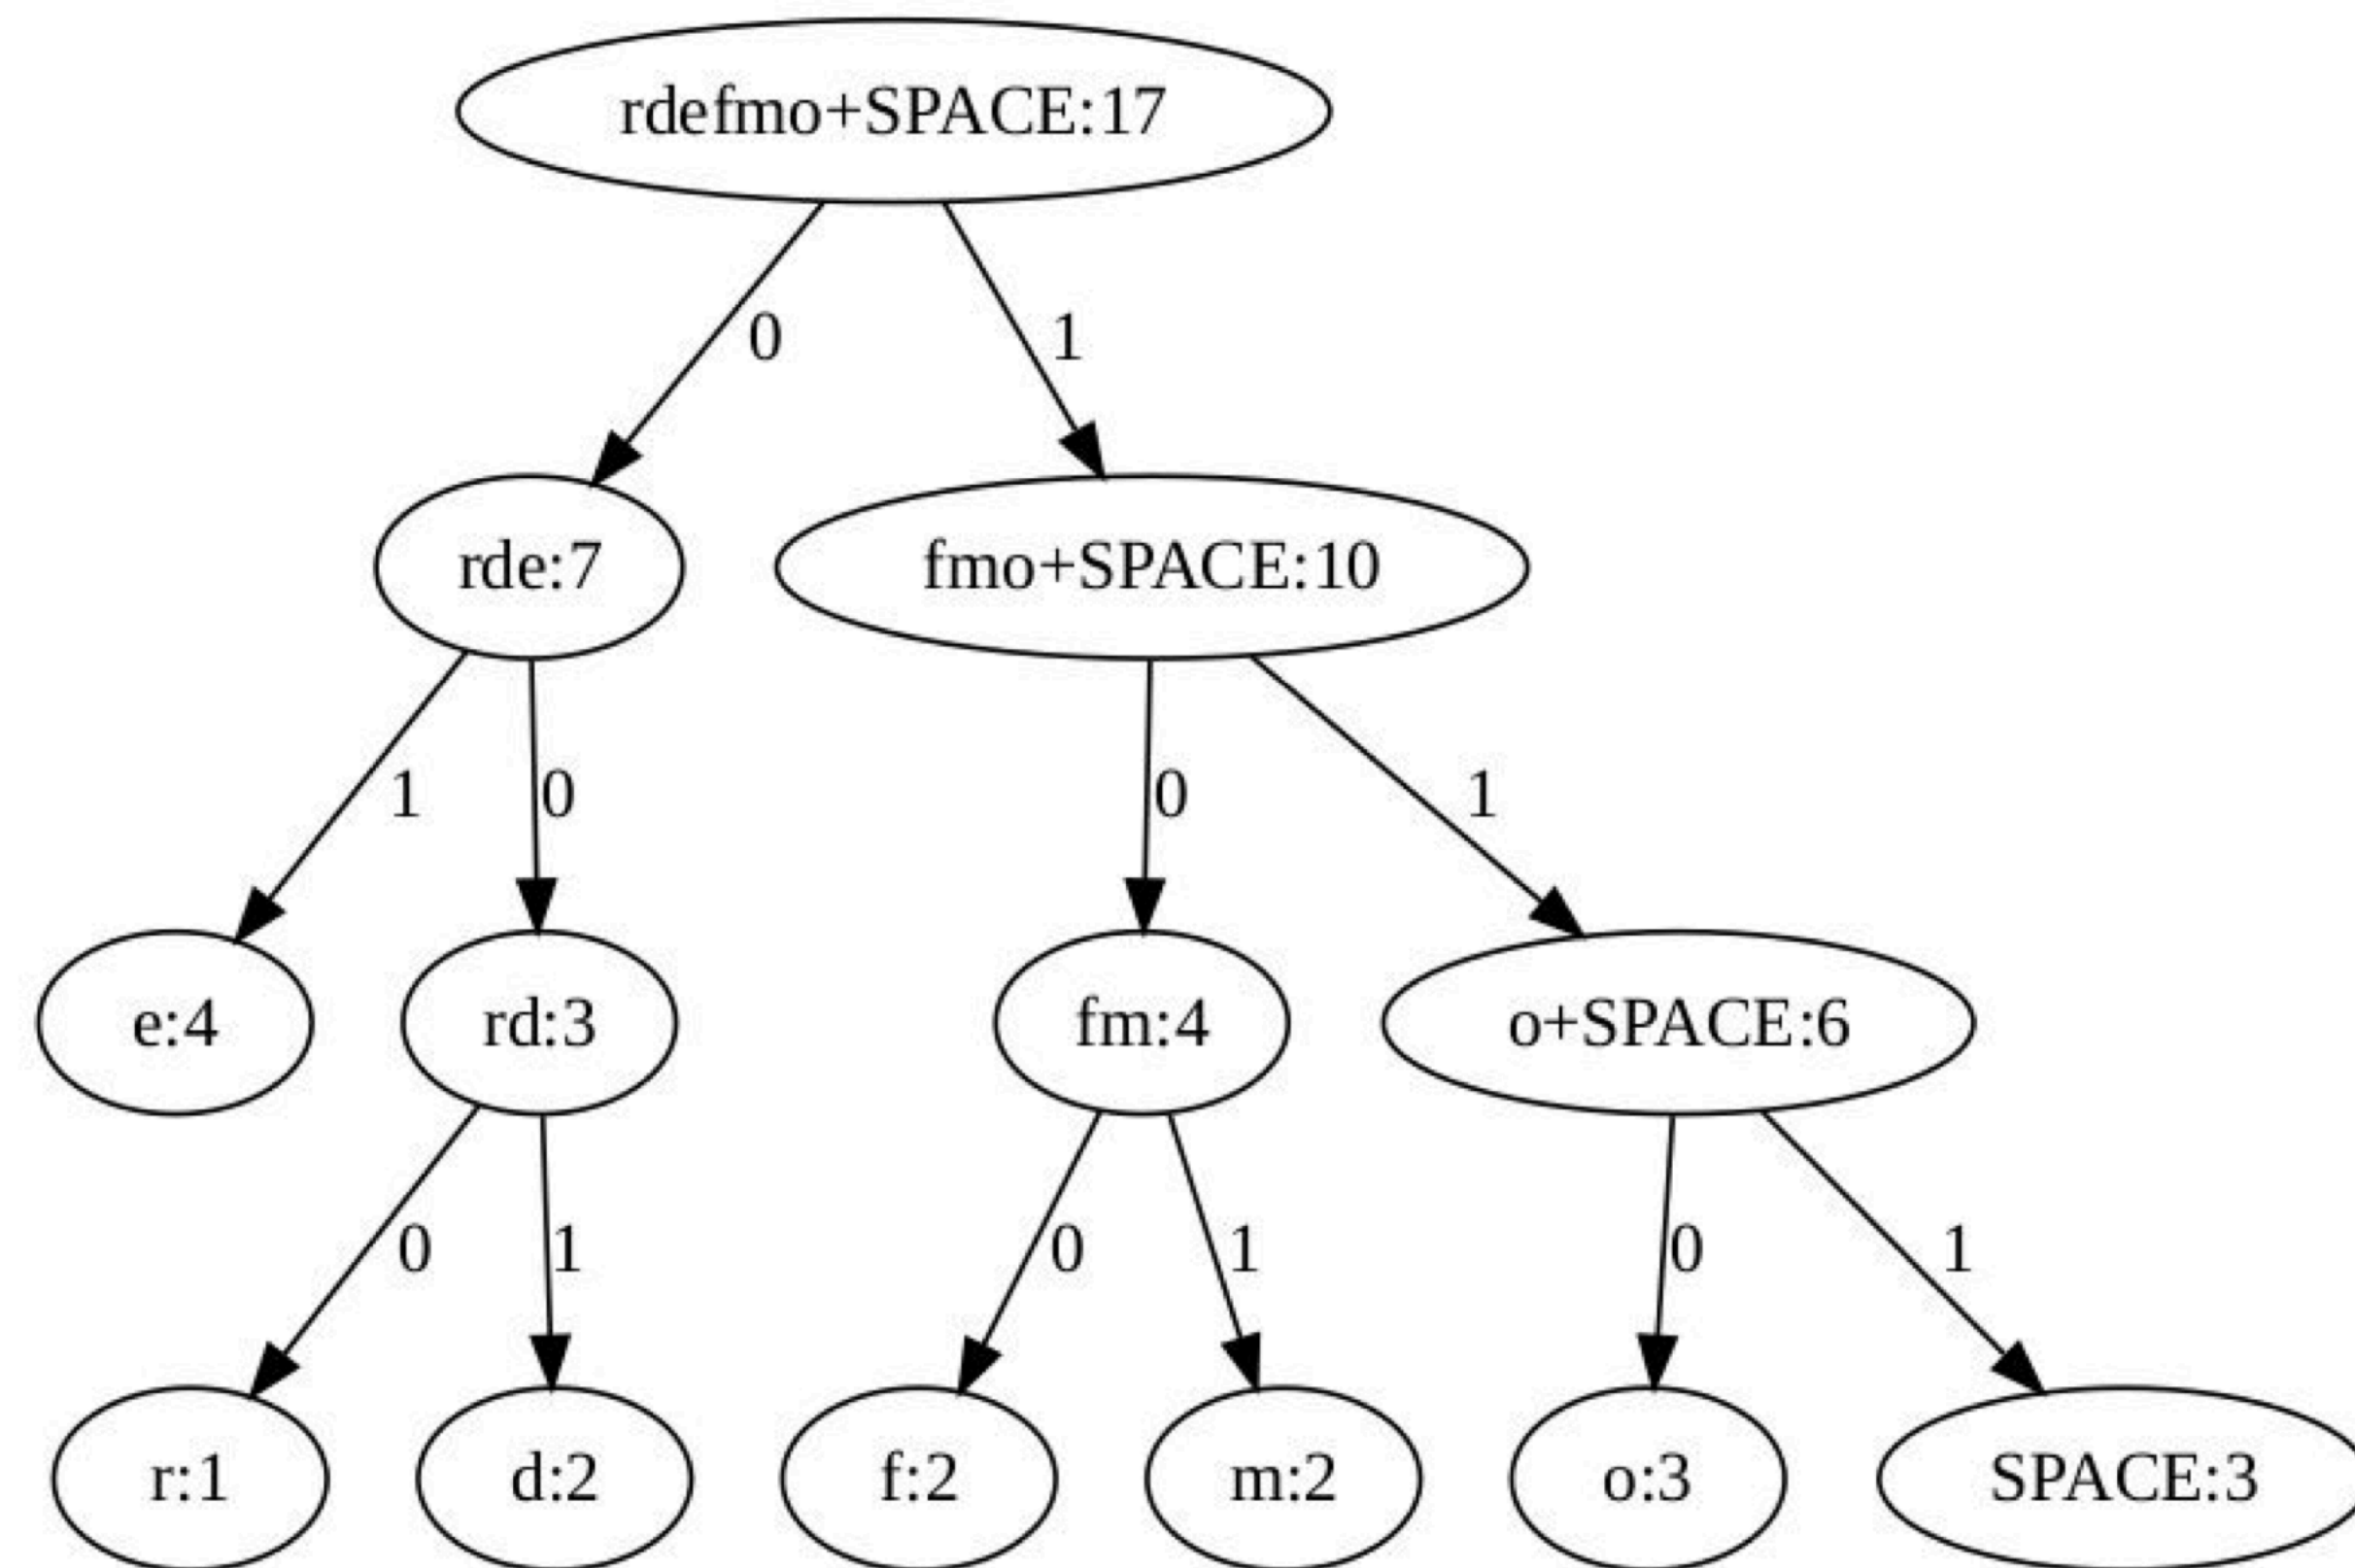 rdefmo+SPACE:17
0
1
rde:7
fmo+SPACE:10
1
0
0
1
e:4
rd:3
fm:4
o+SPACE:6
0
1
0
1
0
1
r:1
d:2
f:2
m:2
o:3
SPACE:3